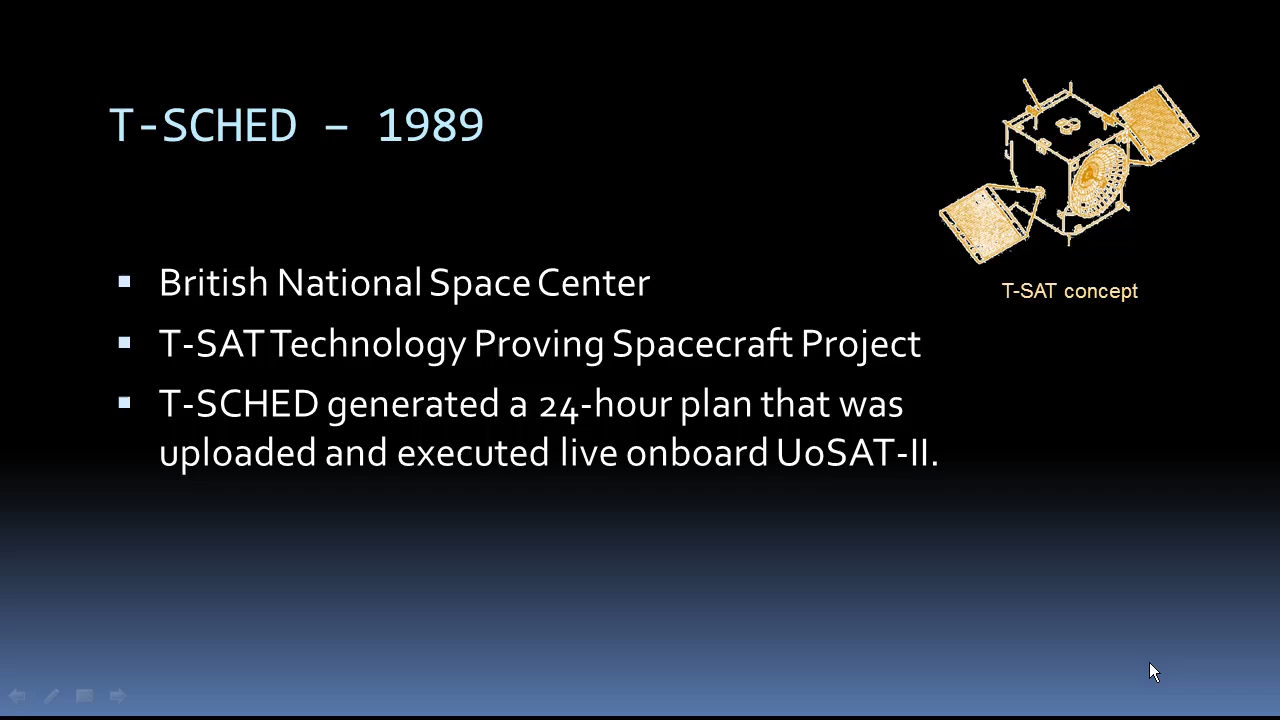 T-SCHED – 1989
T-SAT concept
▪ British National Space Center
▪ T-SAT Technology Proving Spacecraft Project
▪ T-SCHED generated a 24-hour plan that was
uploaded and executed live onboard UoSAT-II.